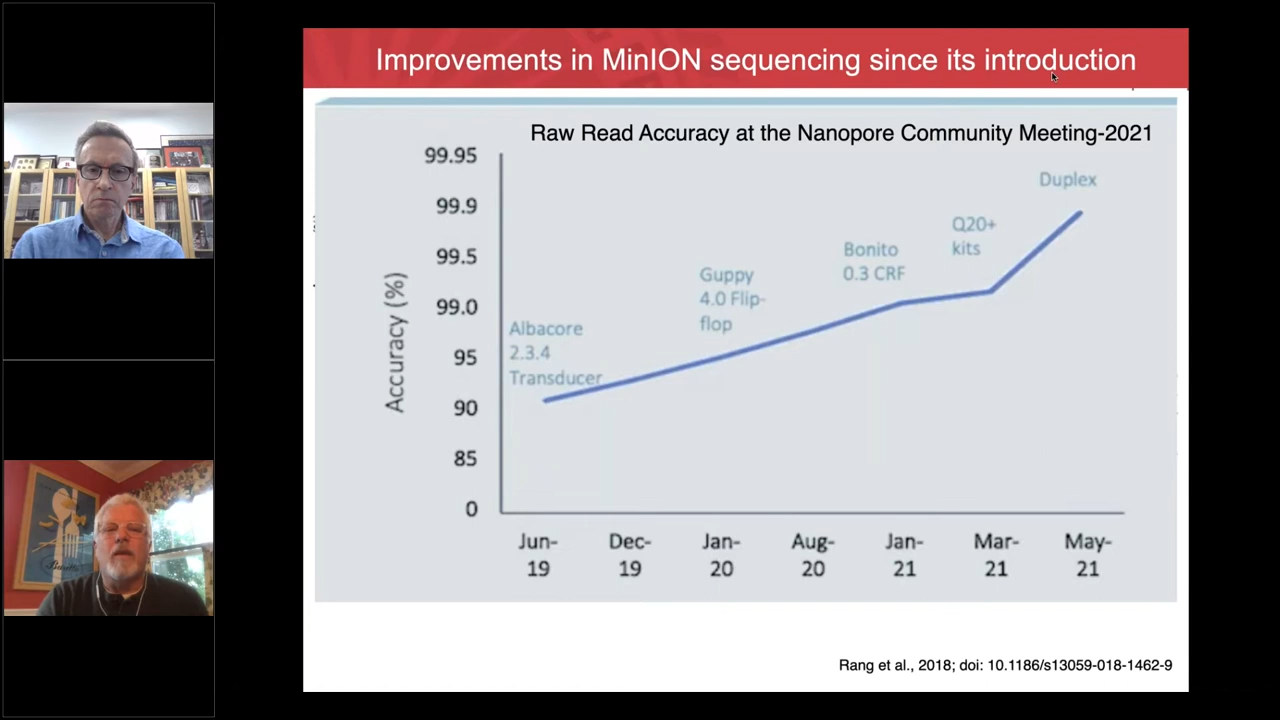 Improvements in MinION sequencing since its introduction
Raw Read Accuracy at the Nanopore Community Meeting-2021
Accuracy (%)
99.95
99.9
99.5
99.0
95
90
85
0
Albacore
2.3.4
Transducer
Guppy
4.0 Flip-
flop
Bonito
0.3 CRF
Q20+
kits
Duplex
Jun-
19
Dec-
19
Jan-
20
Aug-
20
Jan-
21
Mar-
21
May-
21
Rang et al., 2018; doi: 10.1186/s13059-018-1462-9